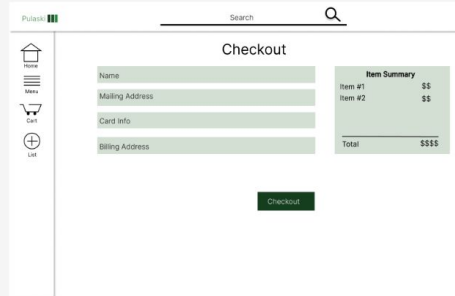 Pulaski
Search
Home
Menu
Cart
List
Checkout
Name
Mailing Address
Card Info
Billing Address
Checkout
Item Summary
Item #1 $$
Item #2 $$
Total $$$$